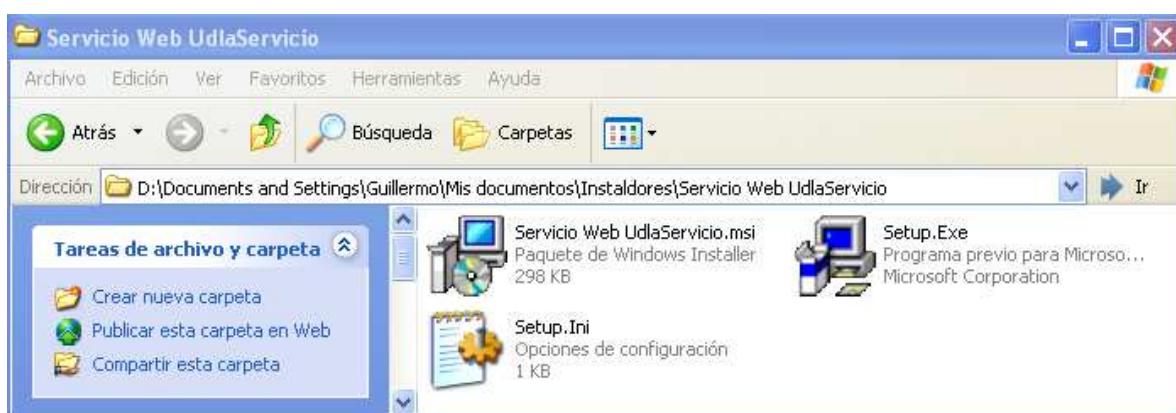 Servicio Web UdlaServicio
Archivo Edición Ver Favoritos Herramientas Ayuda
Atrás Búsqueda Carpetas
Dirección D:\Documents and Settings\Guillermo\Mis documentos\Instaldores\Servicio Web UdlaServicio Ir
Tareas de archivo y carpeta
Crear nueva carpeta
Publicar esta carpeta en Web
Compartir esta carpeta
Servicio Web UdlaServicio.msi
Paquete de Windows Installer
298 KB
Setup.Exe
Programa previo para Microso...
Microsoft Corporation
Setup.Ini
Opciones de configuración
1 KB